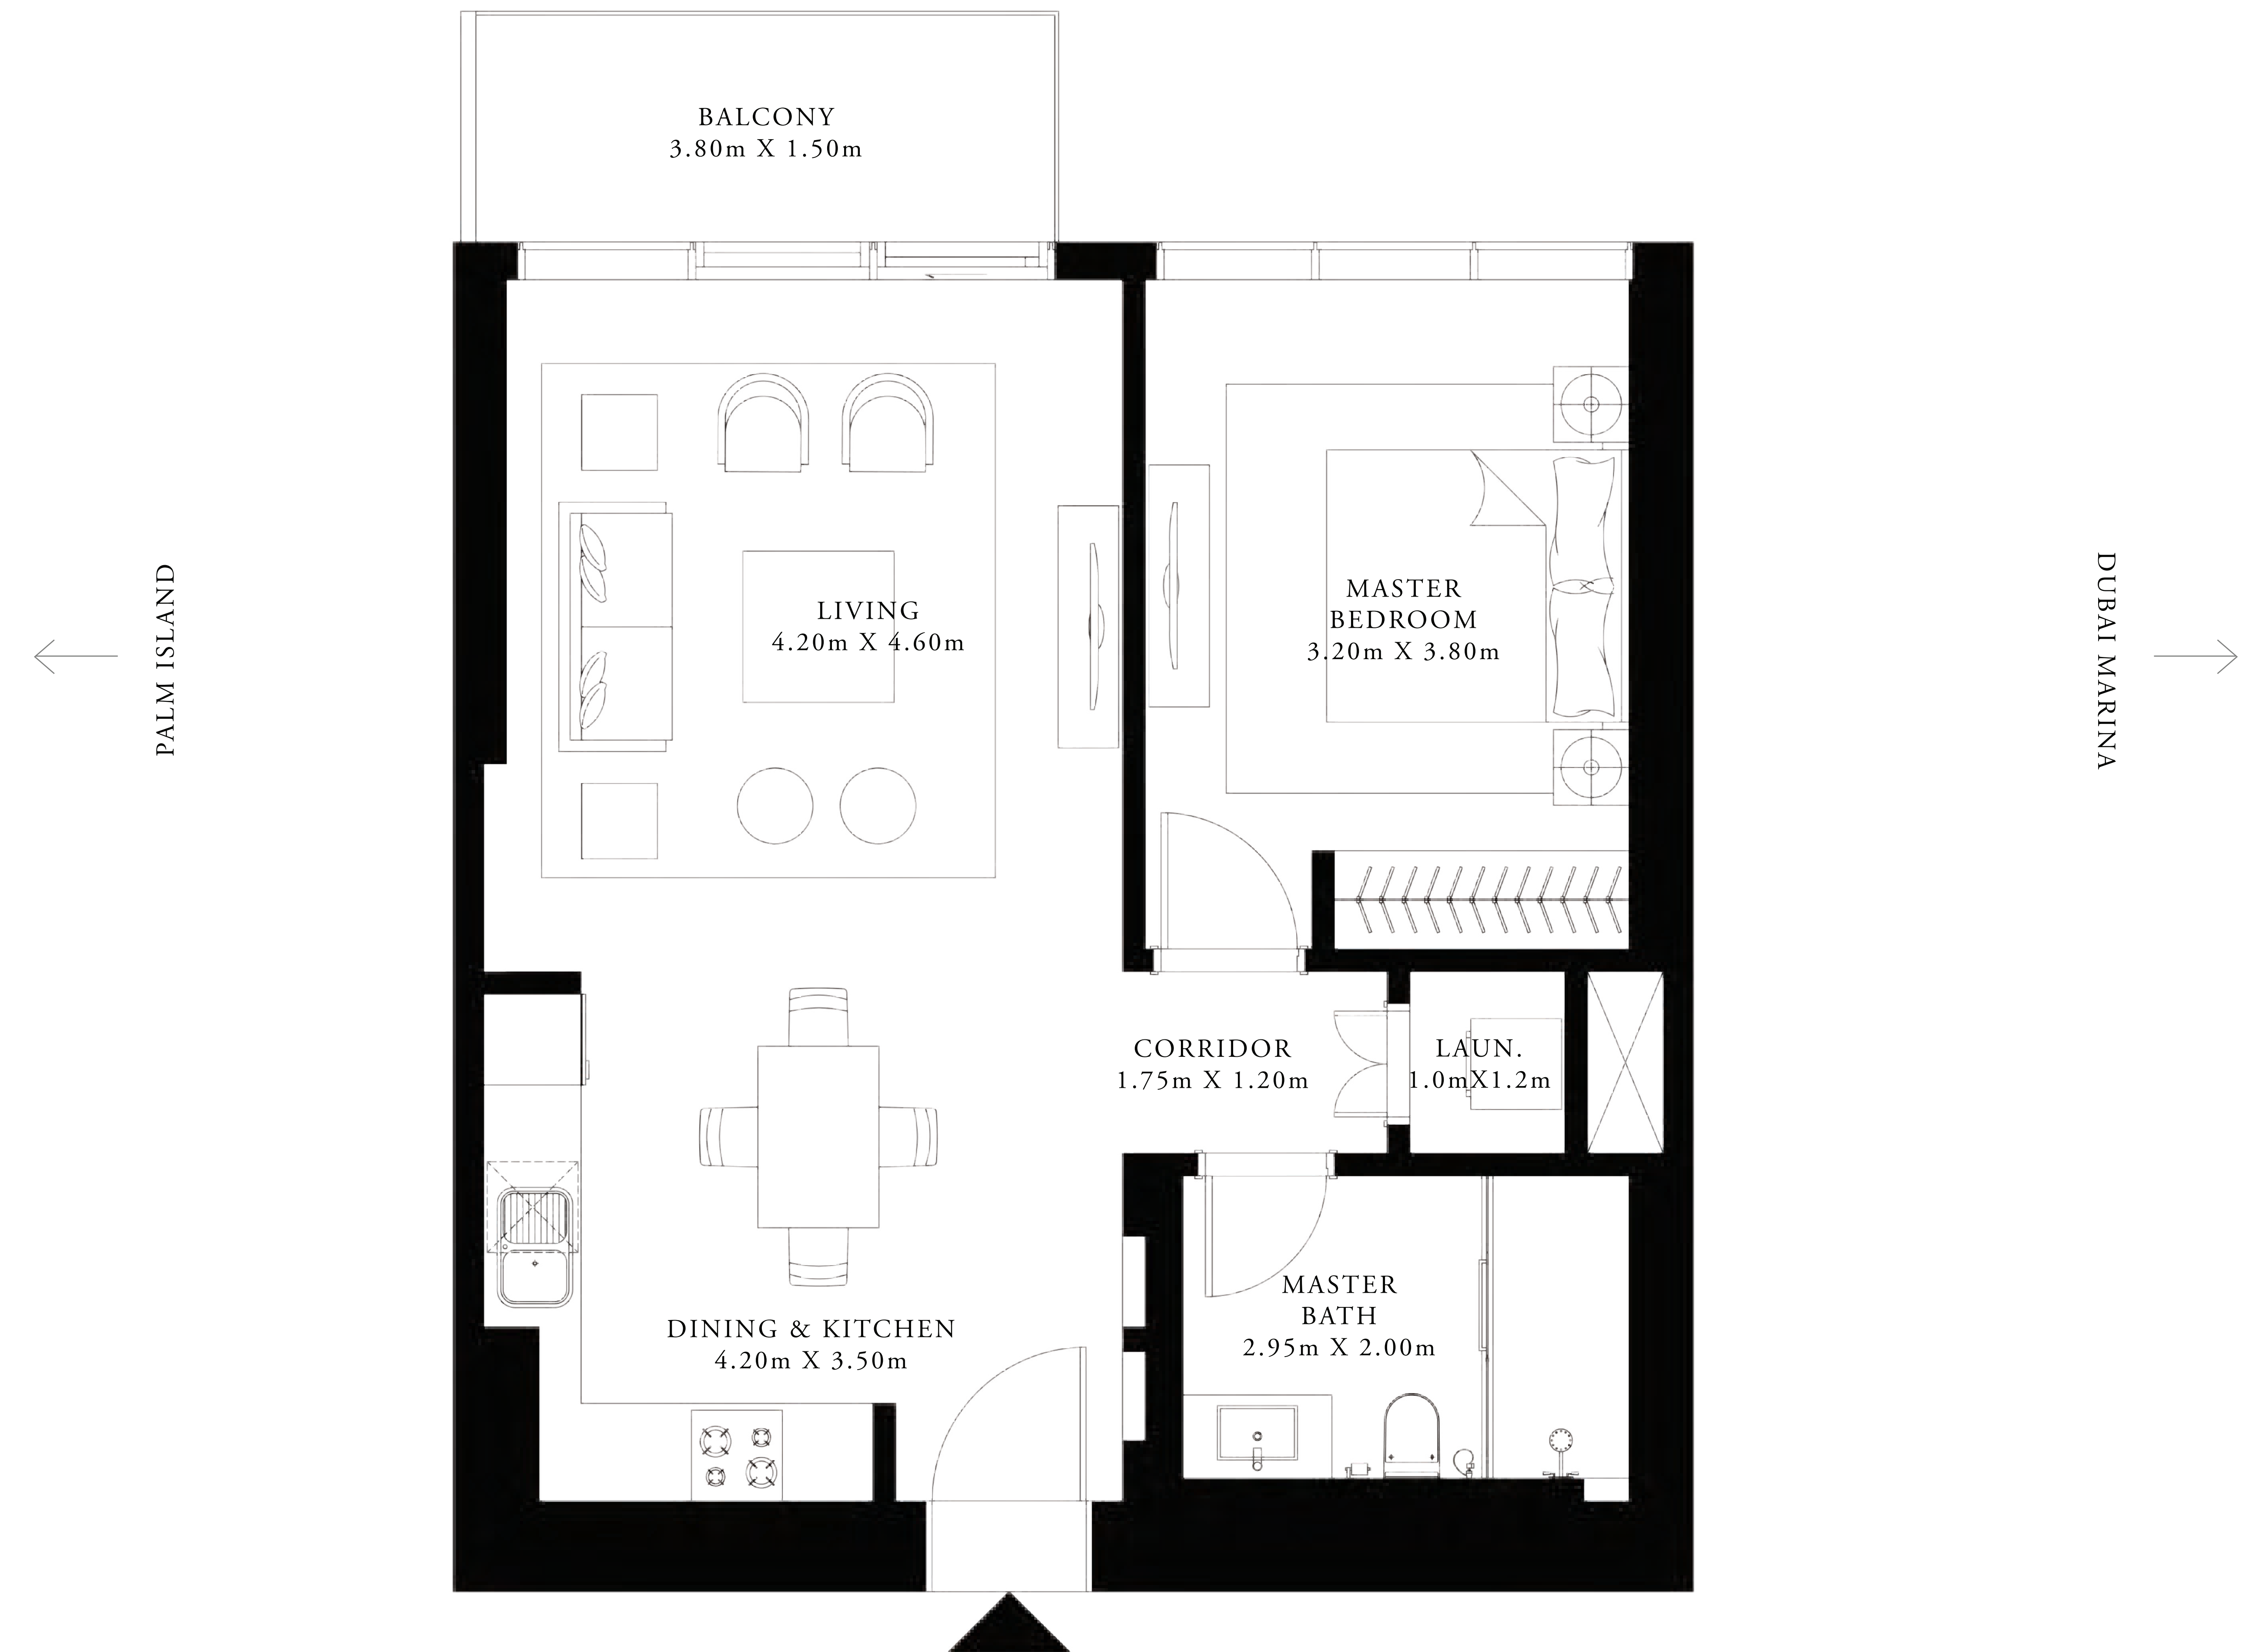 BALCONY
3.80m X 1.50m
LIVING
4.20m X 4.60m
MASTER
BEDROOM
3.20m X 3.80m
PALM ISLAND
DUBAI MARINA
CORRIDOR
1.75m X 1.20m
LAUN.
1.0mX1.2m
MASTER
BATH
2.95m X 2.00m
DINING & KITCHEN
4.20m X 3.50m